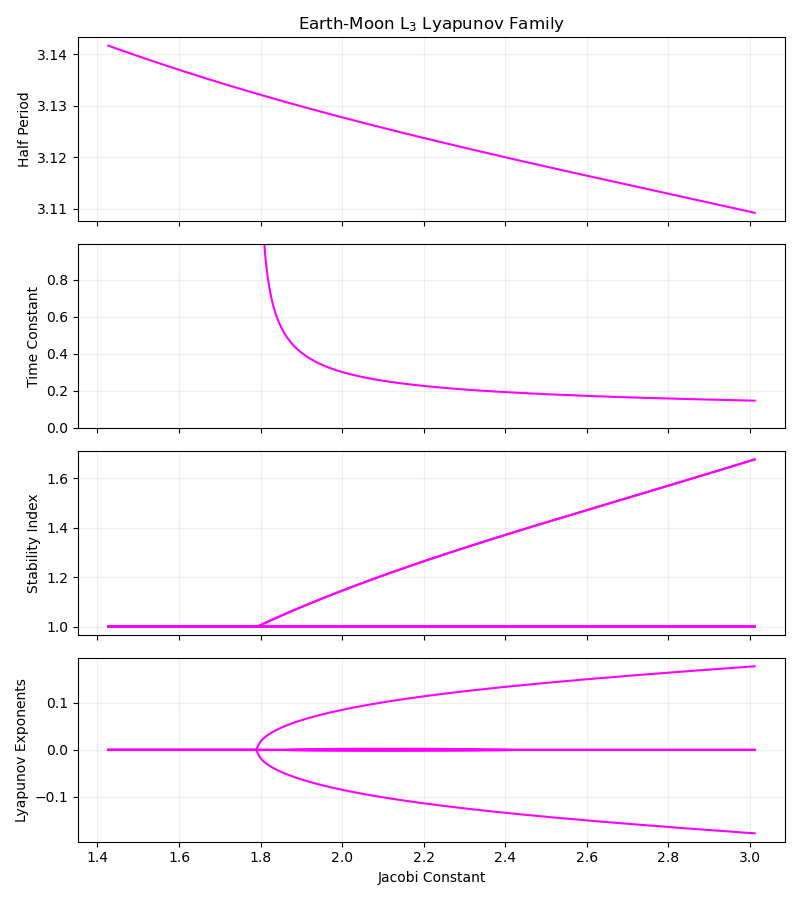 Earth-Moon L₃ Lyapunov Family
3.14
3.13
3.12
3.11
Half Period
0.8
0.6
0.4
0.2
0.0
Time Constant
1.6
1.4
1.2
1.0
Stability Index
0.1
0.0
−0.1
Lyapunov Exponents
1.4 1.6 1.8 2.0 2.2 2.4 2.6 2.8 3.0
Jacobi Constant